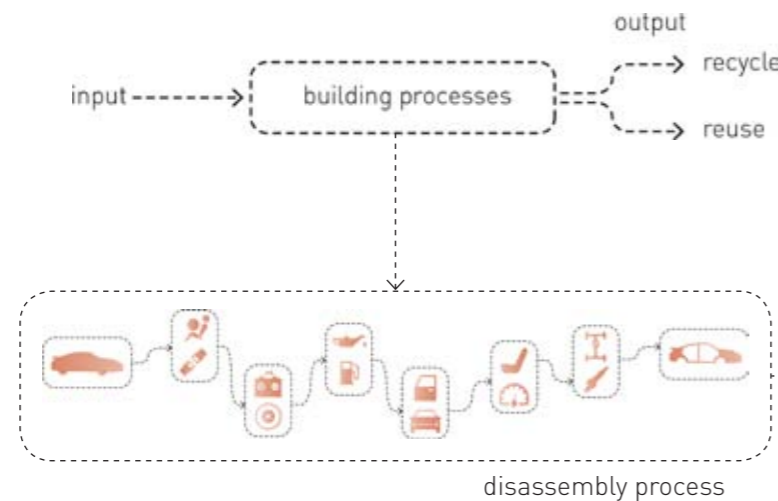 output
recycle
input
building processes
reuse
disassembly process